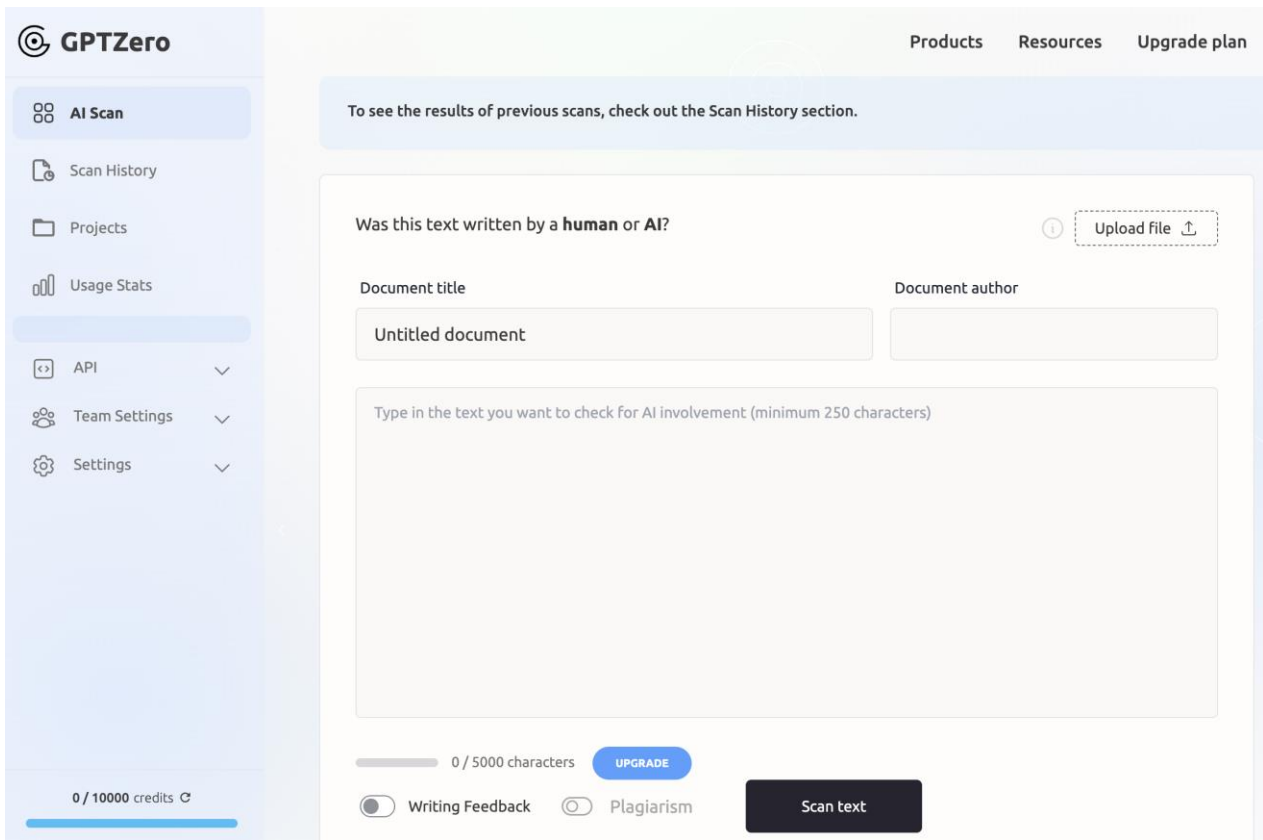 GPTZero
Products Resources Upgrade plan
AI Scan
Scan History
Projects
Usage Stats
API
Team Settings
Settings
0 / 10000 credits
To see the results of previous scans, check out the Scan History section.
Was this text written by a human or AI?
Upload file
Document title
Document author
Untitled document
Type in the text you want to check for AI involvement (minimum 250 characters)
0 / 5000 characters
UPGRADE
Writing Feedback
Plagiarism
Scan text